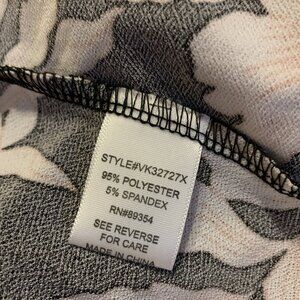 STYLE#VK32727X
95% POLYESTER
5% SPANDEX
RN#89354
SEE REVERSE
FOR CARE
MADE IN CHINA